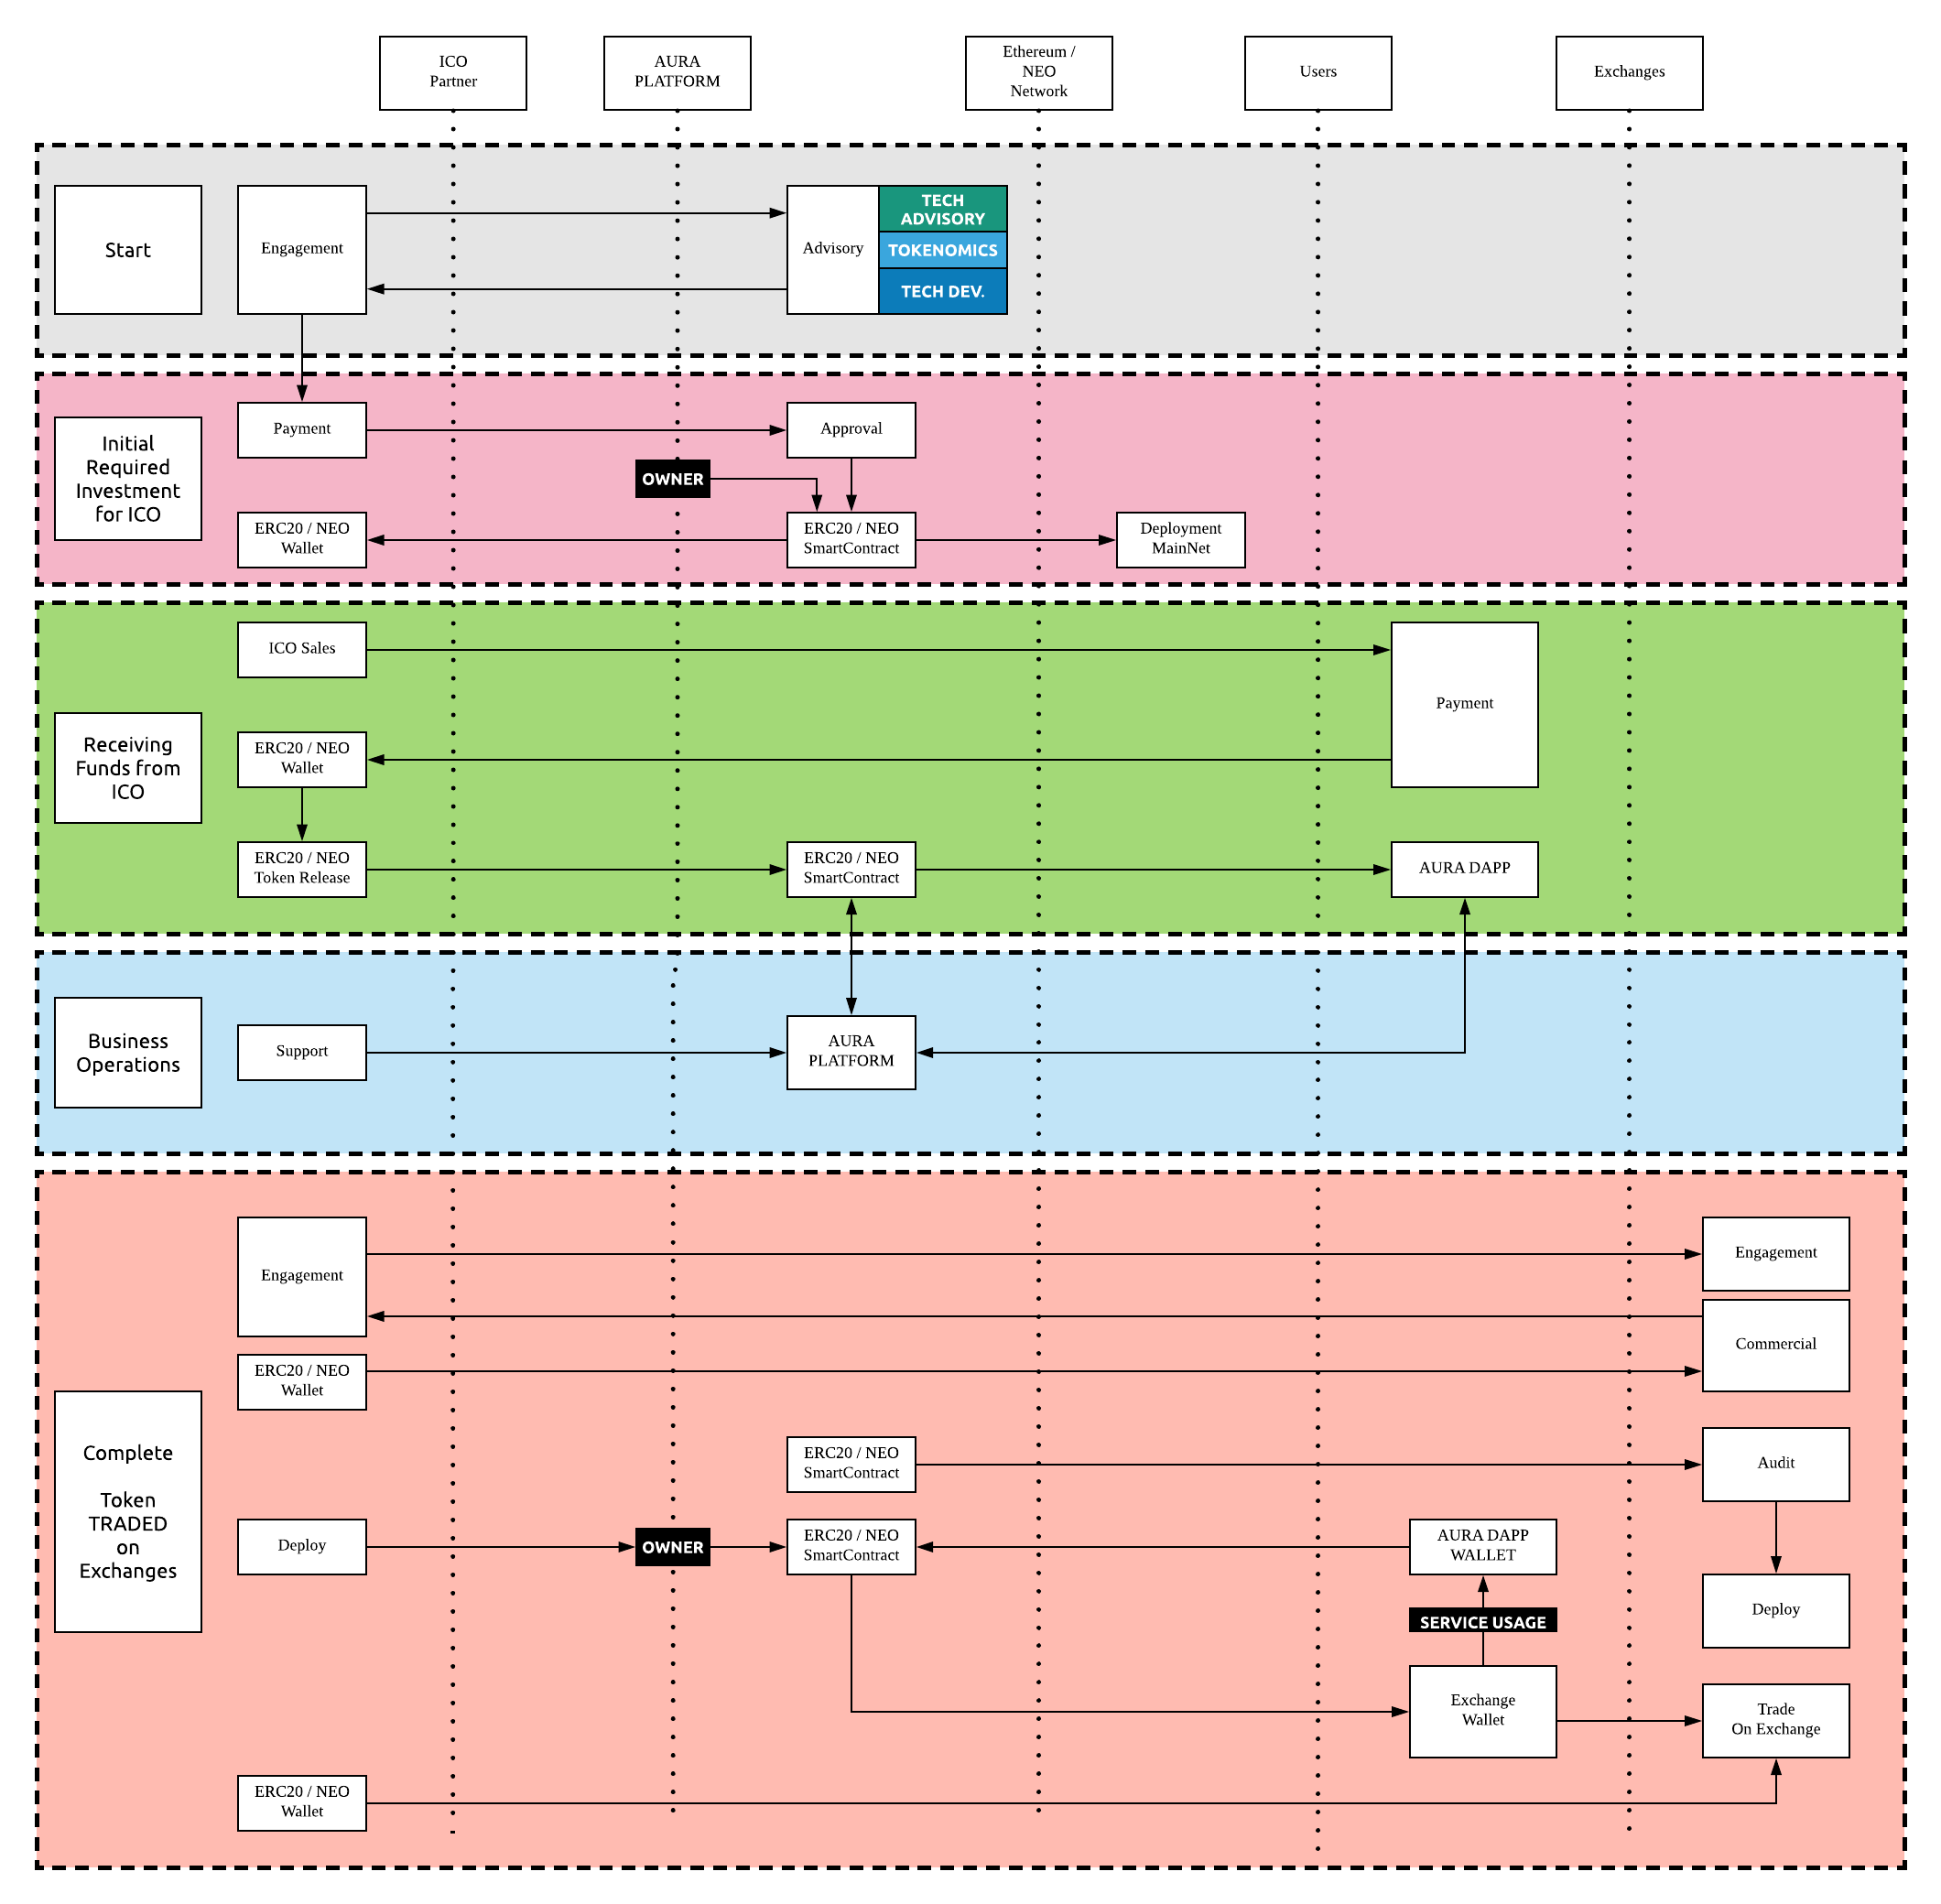 ICO
Partner
AURA
PLATFORM
Ethereum /
NEO
Network
Users
Exchanges
Start
Engagement
Advisory
TECH
ADVISORY
TOKENOMICS
TECH DEV.
Initial
Required
Investment
for ICO
Payment
Approval
OWNER
ERC20 / NEO
Wallet
ERC20 / NEO
SmartContract
Deployment
MainNet
Receiving
Funds from
ICO
ICO Sales
Payment
ERC20 / NEO
Wallet
ERC20 / NEO
Token Release
ERC20 / NEO
SmartContract
AURA DAPP
Business
Operations
Support
AURA
PLATFORM
Complete
Token
TRADED
on
Exchanges
Engagement
Engagement
Commercial
ERC20 / NEO
Wallet
ERC20 / NEO
SmartContract
Audit
Deploy
OWNER
ERC20 / NEO
SmartContract
AURA DAPP
WALLET
Deploy
SERVICE USAGE
Exchange
Wallet
Trade
On Exchange
ERC20 / NEO
Wallet